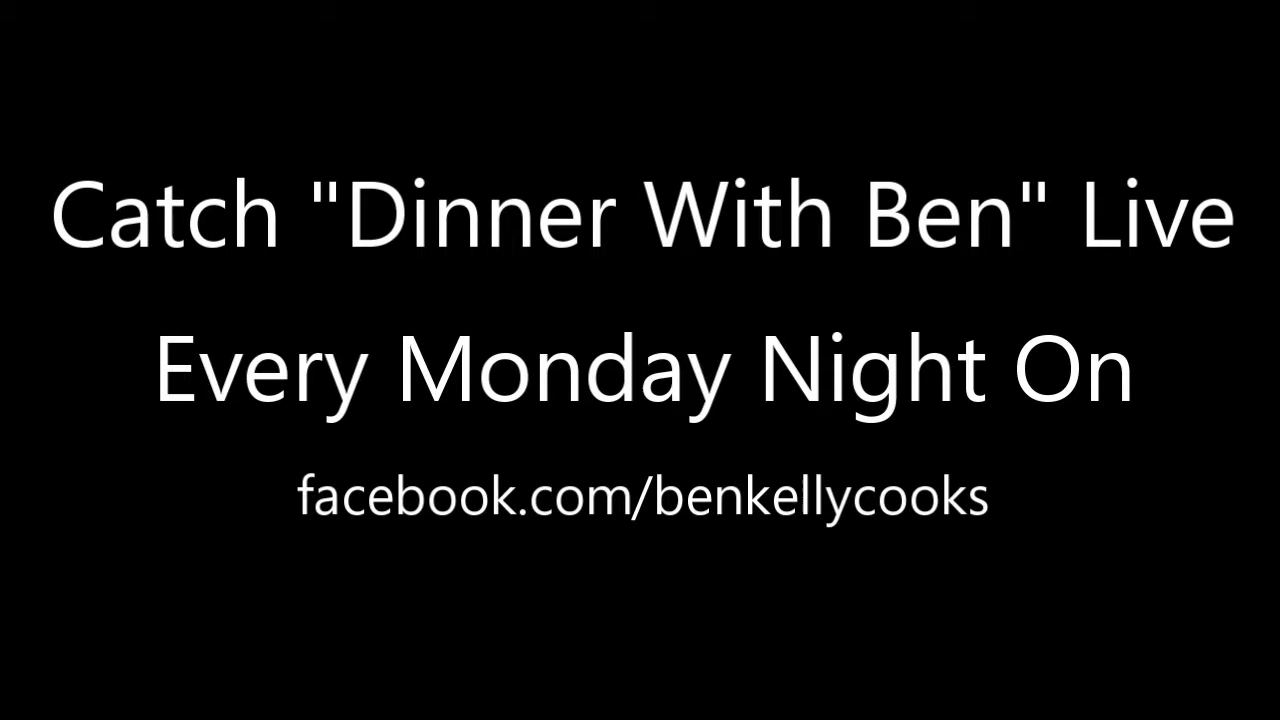 Catch "Dinner With Ben" Live
Every Monday Night On
facebook.com/benkellycooks